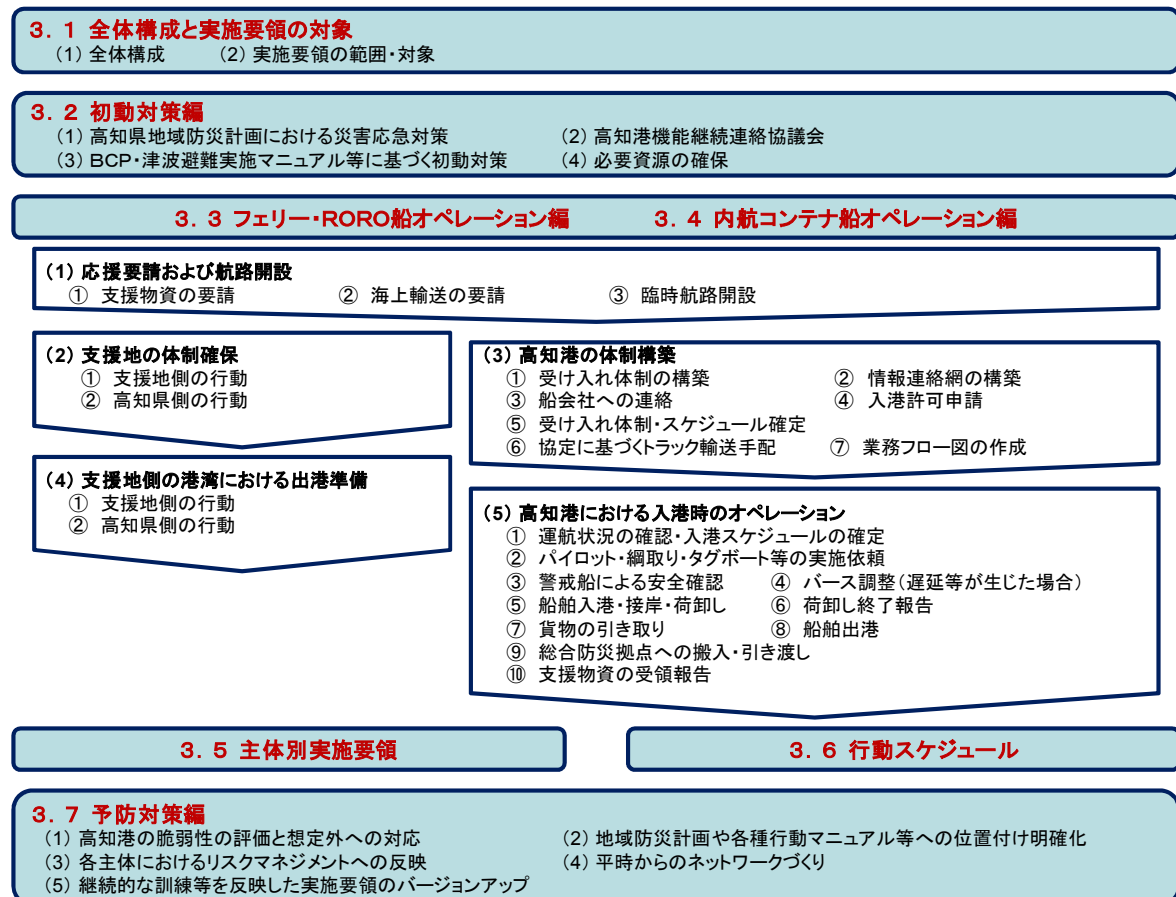 3．1 全体構成と実施要領の対象
（1）全体構成　（2）実施要領の範囲・対象
3．2 初動対策編
（1）高知県地域防災計画における災害応急対策　（2）高知港機能継続連絡協議会
（3）BCP・津波避難実施マニュアル等に基づく初動対策　（4）必要資源の確保
3．3 フェリー・RORO船オペレーション編　3．4 内航コンテナ船オペレーション編
（1）応援要請および航路開設
① 支援物資の要請　② 海上輸送の要請　③ 臨時航路開設
（2）支援地の体制確保
① 支援地側の行動
② 高知県側の行動
（3）高知港の体制構築
① 受け入れ体制の構築　② 情報連絡網の構築
③ 船会社への連絡　④ 入港許可申請
⑤ 受け入れ体制・スケジュール確定
⑥ 協定に基づくトラック輸送手配　⑦ 業務フロー図の作成
（4）支援地側の港湾における出港準備
① 支援地側の行動
② 高知県側の行動
（5）高知港における入港時のオペレーション
① 運航状況の確認・入港スケジュールの確定
② パイロット・綱取り・タグボート等の実施依頼
③ 警戒船による安全確認　④ バース調整（遅延等が生じた場合）
⑤ 船舶入港・接岸・荷卸し　⑥ 荷卸し終了報告
⑦ 貨物の引き取り　⑧ 船舶出港
⑨ 総合防災拠点への搬入・引き渡し
⑩ 支援物資の受領報告
3．5 主体別実施要領　3．6 行動スケジュール
3．7 予防対策編
（1）高知港の脆弱性の評価と想定外への対応　（2）地域防災計画や各種行動マニュアル等への位置付け明確化
（3）各主体におけるリスクマネジメントへの反映　（4）平時からのネットワークづくり
（5）継続的な訓練等を反映した実施要領のバージョンアップ